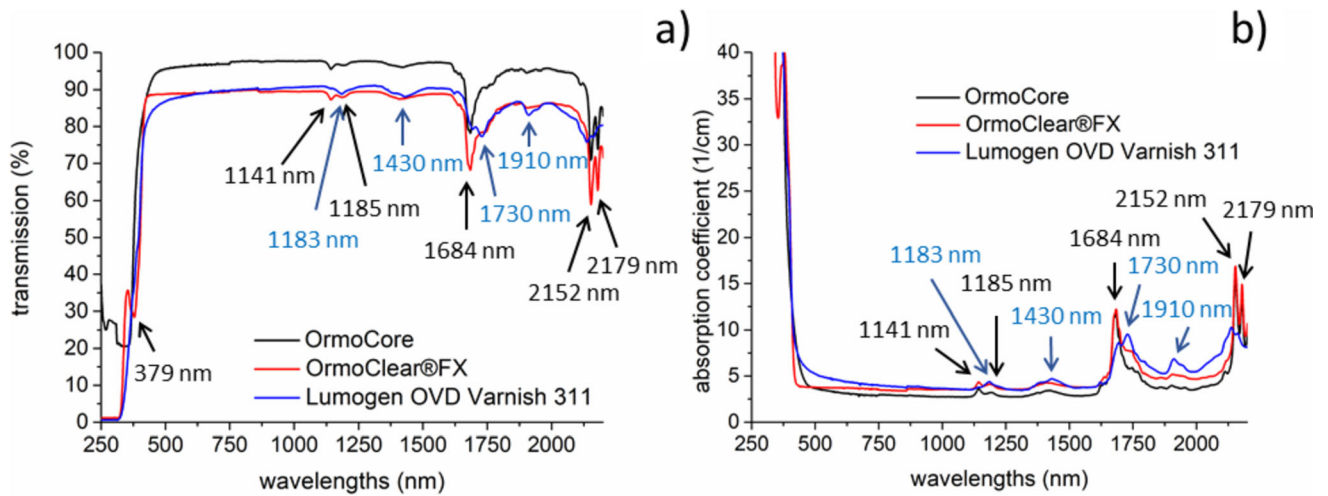 a)
transmission (%)
100
90
80
70
60
50
40
30
20
10
0
250
500
750
1000
1250
1500
1750
2000
wavelengths (nm)
1141 nm
1183 nm
1185 nm
1430 nm
1684 nm
1730 nm
1910 nm
2152 nm
2179 nm
379 nm
OrmoCore
OrmoClear®FX
Lumogen OVD Varnish 311
b)
absorption coefficient (1/cm)
40
35
30
25
20
15
10
5
0
250
500
750
1000
1250
1500
1750
2000
wavelengths (nm)
OrmoCore
OrmoClear®FX
Lumogen OVD Varnish 311
1141 nm
1183 nm
1185 nm
1430 nm
1684 nm
1730 nm
1910 nm
2152 nm
2179 nm